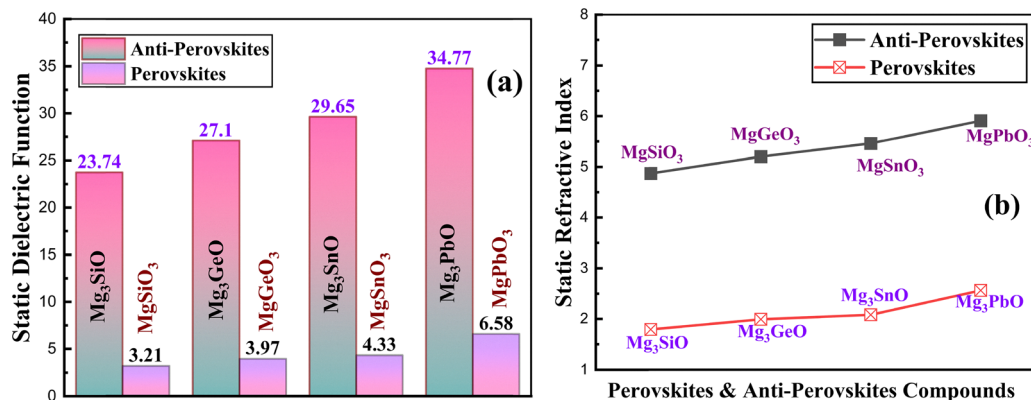 40
35
30
25
20
15
10
5
0
Static Dielectric Function
Anti-Perovskites
Perovskites
(a)
23.74
27.1
29.65
34.77
Mg₃SiO
MgSiO₃
Mg₃GeO
MgGeO₃
Mg₃SnO
MgSnO₃
Mg₃PbO
MgPbO₃
3.21
3.97
4.33
6.58
8
7
6
5
4
3
2
1
Static Refractive Index
Anti-Perovskites
Perovskites
MgSiO₃
MgGeO₃
MgSnO₃
MgPbO₃
(b)
Mg₃SiO
Mg₃GeO
Mg₃SnO
Mg₃PbO
Perovskites & Anti-Perovskites Compounds